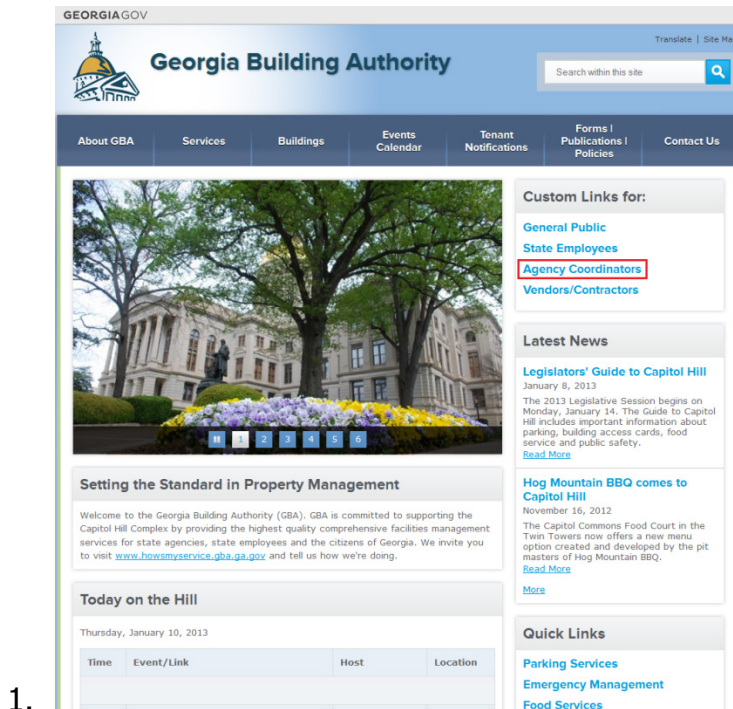 GEORGIAGOV
Translate | Site Ma
Georgia Building Authority
Search within this site
About GBA
Services
Buildings
Events
Calendar
Tenant
Notifications
Forms |
Publications |
Policies
Contact Us
1 2 3 4 5 6
Setting the Standard in Property Management
Welcome to the Georgia Building Authority (GBA). GBA is committed to supporting the
Capitol Hill Complex by providing the highest quality comprehensive facilities management
services for state agencies, state employees and the citizens of Georgia. We invite you
to visit www.howsmyservice.gba.ga.gov and tell us how we're doing.
Today on the Hill
Thursday, January 10, 2013
Time Event/Link Host Location
Custom Links for:
General Public
State Employees
Agency Coordinators
Vendors/Contractors
Latest News
Legislators' Guide to Capitol Hill
January 8, 2013
The 2013 Legislative Session begins on
Monday, January 14. The Guide to Capitol
Hill includes important information about
parking, building access cards, food
service and public safety.
Read More
Hog Mountain BBQ comes to
Capitol Hill
November 16, 2012
The Capitol Commons Food Court in the
Twin Towers now offers a new menu
option created and developed by the pit
masters of Hog Mountain BBQ.
Read More
More
Quick Links
Parking Services
Emergency Management
Food Services
1.